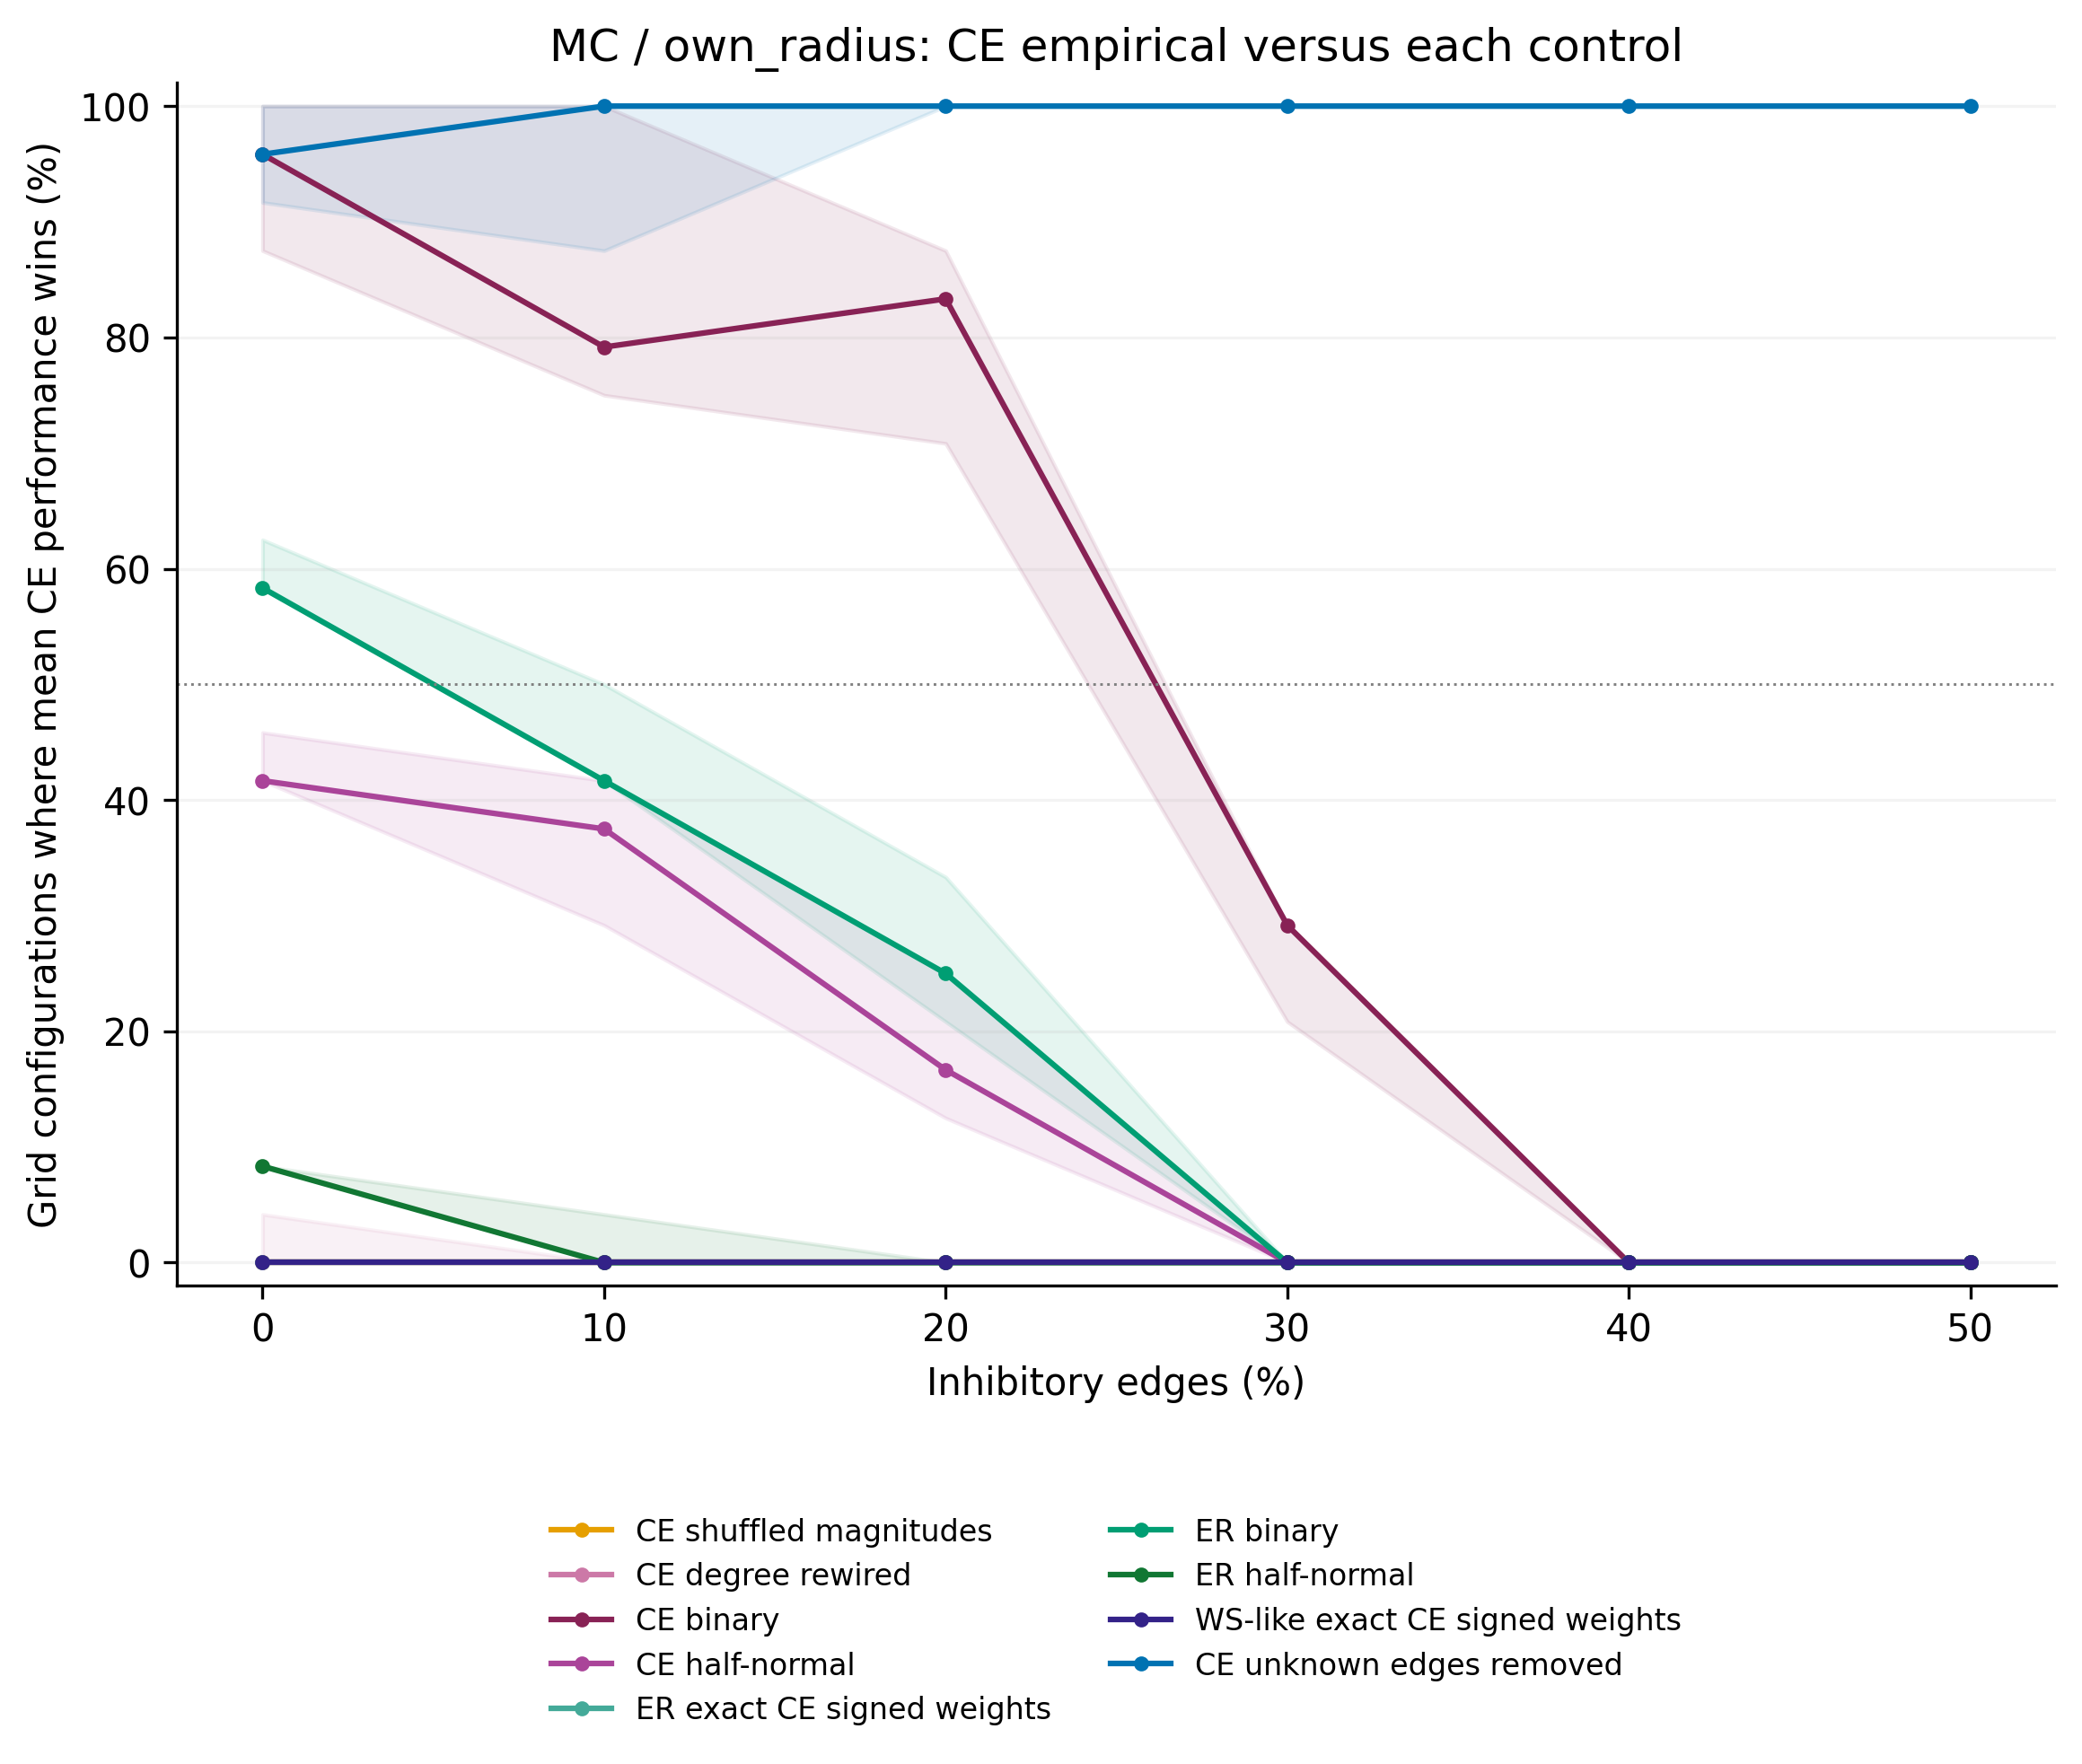 MC / own_radius: CE empirical versus each control
Grid configurations where mean CE performance wins (%)
100
80
60
40
20
0
0 10 20 30 40 50
Inhibitory edges (%)
CE shuffled magnitudes
CE degree rewired
CE binary
CE half-normal
ER exact CE signed weights
ER binary
ER half-normal
WS-like exact CE signed weights
CE unknown edges removed